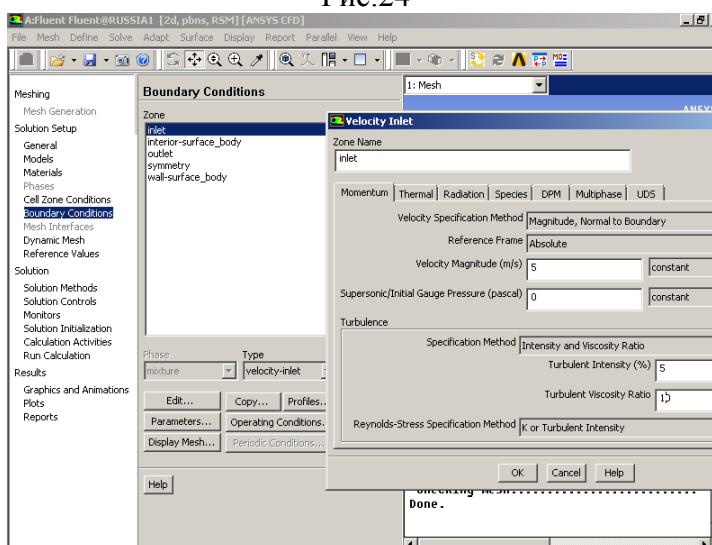 Рис.24
A:Fluent Fluent@RUSSIA1 [2d, pbns, RSM] [ANSYS CFD]
File Mesh Define Solve Adapt Surface Display Report Parallel View Help
Meshing
Mesh Generation
Solution Setup
General
Models
Materials
Phases
Cell Zone Conditions
Boundary Conditions
Mesh Interfaces
Dynamic Mesh
Reference Values
Solution
Solution Methods
Solution Controls
Monitors
Solution Initialization
Calculation Activities
Run Calculation
Results
Graphics and Animations
Plots
Reports
Boundary Conditions
Zone
inlet
interior-surface_body
outlet
symmetry
wall-surface_body
Phase Type
mixture velocity-inlet
Edit... Copy... Profiles..
Parameters... Operating Conditions.
Display Mesh... Periodic Conditions...
Help
1: Mesh
Velocity Inlet
Zone Name
inlet
Momentum Thermal Radiation Species DPM Multiphase UDS
Velocity Specification Method Magnitude, Normal to Boundary
Reference Frame Absolute
Velocity Magnitude (m/s) 5 constant
Supersonic/Initial Gauge Pressure (pascal) 0 constant
Turbulence
Specification Method Intensity and Viscosity Ratio
Turbulent Intensity (%) 5
Turbulent Viscosity Ratio
Reynolds-Stress Specification Method K or Turbulent Intensity
OK Cancel Help
Done.